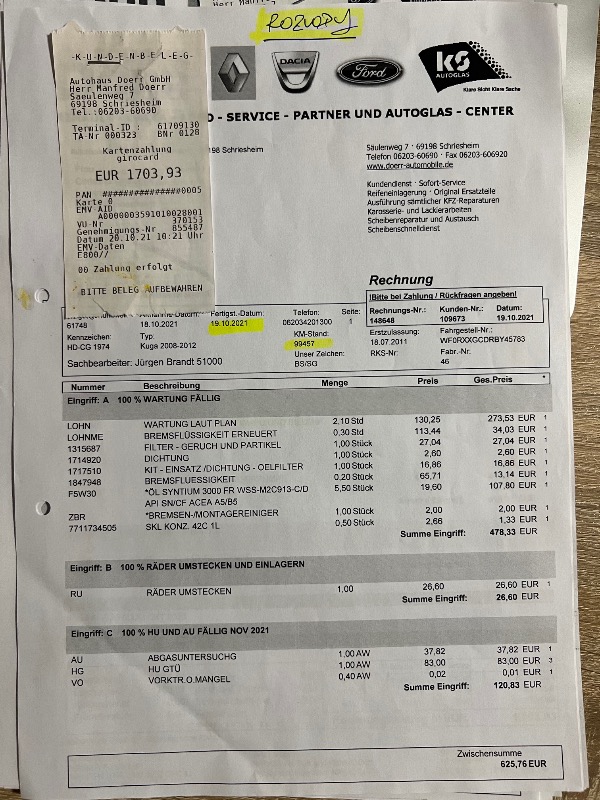 ROZVODY
-K-U-N-D-E-N-B-E-L-E-G-
Autohaus Doerr GmbH
Herr Manfred Doerr
Saeulenweg 7
69198 Schriesheim
Tel.:06203-60690
Terminal-ID : 61709130
TA-Nr 000323 BNr 0128
Kartenzahlung
girocard
EUR 1703,93
PAN ###############0005
Karte 0
EMV-AID
A0000003591010028001
VU-Nr 370153
Genehmigungs-Nr 855487
Datum 20.10.21 10:21 Uhr
EMV-Daten
E800//
00 Zahlung erfolgt
BITTE BELEG AUFBEWAHREN
DACIA
Ford
KS
AUTOGLAS
Klare Sicht Klare Sache
- SERVICE - PARTNER UND AUTOGLAS - CENTER
198 Schriesheim
Säulenweg 7 · 69198 Schriesheim
Telefon 06203-60690 · Fax 06203-606920
www.doerr-automobile.de
Kundendienst · Sofort-Service
Reifeneinlagerung · Original Ersatzteile
Ausführung sämtlicher KFZ-Reparaturen
Karosserie- und Lackierarbeiten
Scheibenreparatur und Austausch
Scheibenschnelldienst
Rechnung
!Bitte bei Zahlung / Rückfragen angeben!
Rechnungs-Nr.: Kunden-Nr.: Datum:
148648 109673 19.10.2021
Fertigst.-Datum: Telefon: Seite:
61748 18.10.2021 19.10.2021 062034201300 1
Kennzeichen: Typ: KM-Stand: Erstzulassung: Fahrgestell-Nr.:
HD-CG 1974 Kuga 2008-2012 99457 18.07.2011 WF0RXXGCDRBY45783
Unser Zeichen: RKS-Nr.: Fabr.-Nr.
Sachbearbeiter: Jürgen Brandt 51000 BS/SG 46
Nummer Beschreibung Menge Preis Ges.Preis *
Eingriff: A 100 % WARTUNG FÄLLIG
LOHN WARTUNG LAUT PLAN 2,10 Std 130,25 273,53 EUR 1
LOHNME BREMSFLÜSSIGKEIT ERNEUERT 0,30 Std 113,44 34,03 EUR 1
1315687 FILTER - GERUCH UND PARTIKEL 1,00 Stück 27,04 27,04 EUR 1
1714920 DICHTUNG 1,00 Stück 2,60 2,60 EUR 1
1717510 KIT - EINSATZ /DICHTUNG - OELFILTER 1,00 Stück 16,86 16,86 EUR 1
1847948 BREMSFLUESSIGKEIT 0,20 Stück 65,71 13,14 EUR 1
F5W30 *ÖL SYNTIUM 3000 FR WSS-M2C913-C/D 5,50 Stück 19,60 107,80 EUR 1
API SN/CF ACEA A5/B5
ZBR *BREMSEN-/MONTAGEREINIGER 1,00 Stück 2,00 2,00 EUR 1
7711734505 SKL KONZ. 42C 1L 0,50 Stück 2,66 1,33 EUR 1
Summe Eingriff: 478,33 EUR
Eingriff: B 100 % RÄDER UMSTECKEN UND EINLAGERN
RU RÄDER UMSTECKEN 1,00 26,60 26,60 EUR 1
Summe Eingriff: 26,60 EUR
Eingriff: C 100 % HU UND AU FÄLLIG NOV 2021
AU ABGASUNTERSUCHG 1,00 AW 37,82 37,82 EUR 1
HG HU GTÜ 1,00 AW 83,00 83,00 EUR 3
VO VORKTR.O.MANGEL 0,40 AW 0,02 0,01 EUR 1
Summe Eingriff: 120,83 EUR
Zwischensumme
625,76 EUR